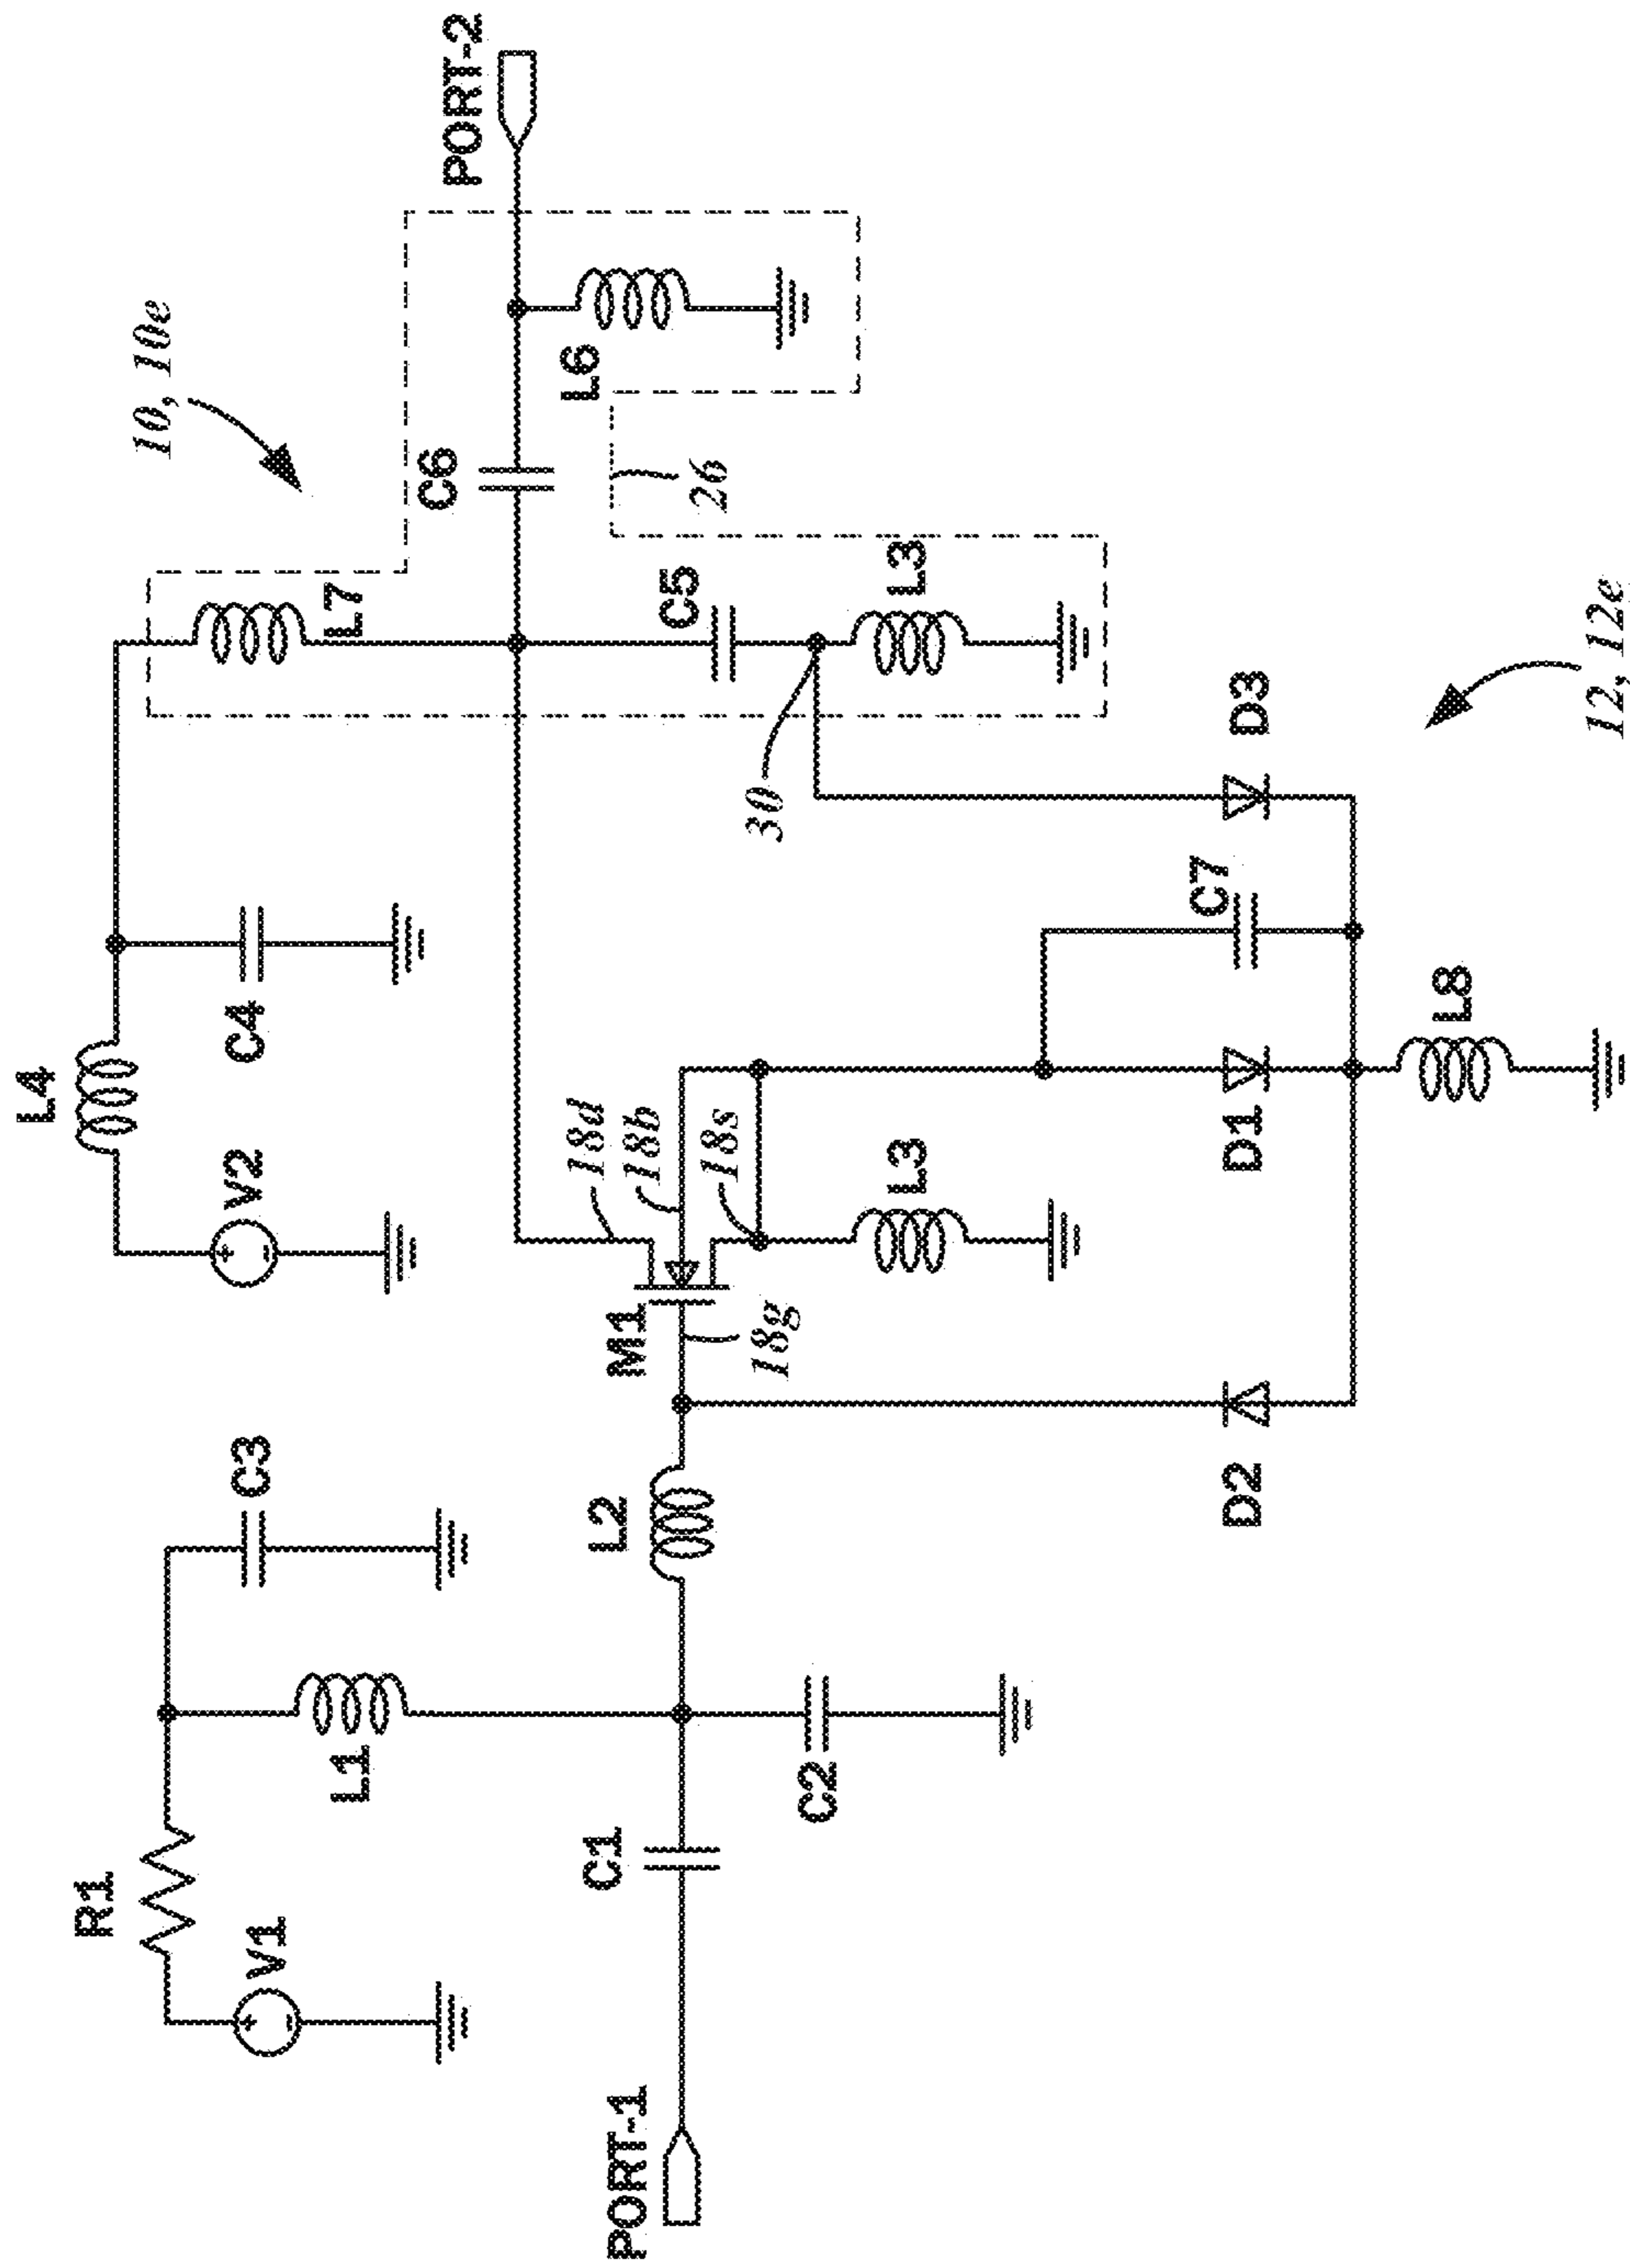 L4
V2
C4
10, 10e
PORT-2
L7
C6
L6
26
R1
V1
C3
L1
L2
M1
18d
18b
18s
18g
30
C5
L3
L3
PORT-1
C1
C2
D2
D1
C7
D3
L8
12, 12e
+
-
+
-